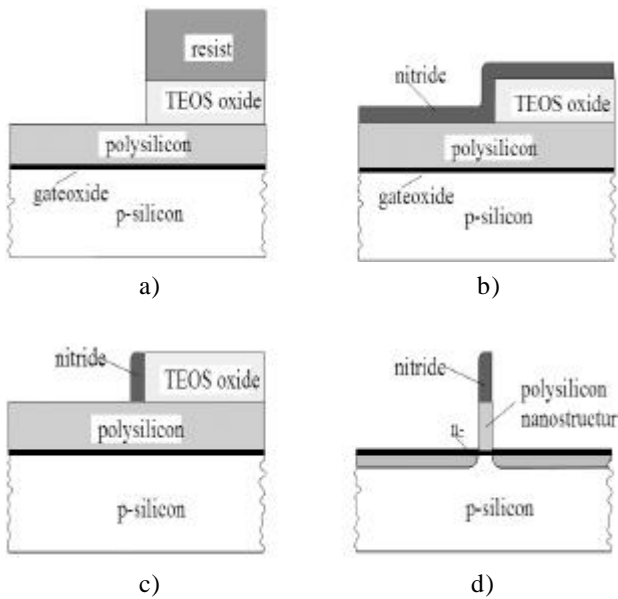 resist
TEOS oxide
polysilicon
gateoxide
p-silicon
a)
nitride
TEOS oxide
polysilicon
gateoxide
p-silicon
b)
nitride
TEOS oxide
polysilicon
p-silicon
c)
nitride
polysilicon
nanostructur
p-silicon
d)